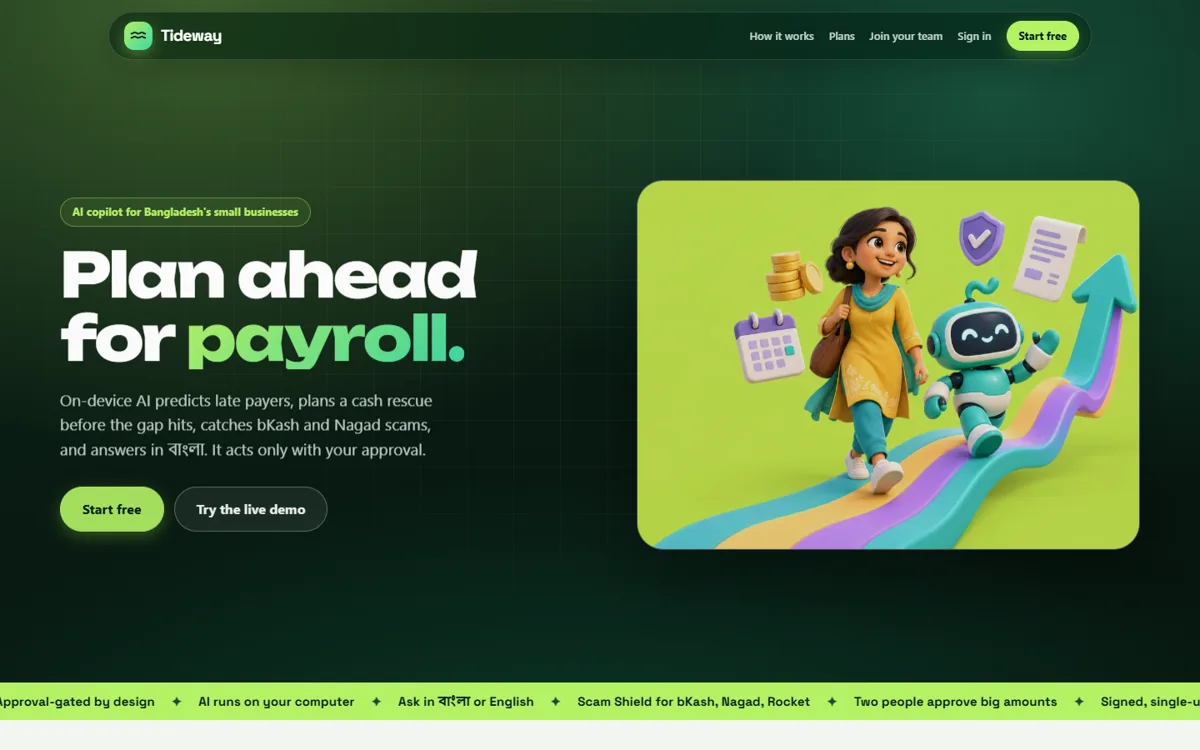 Tideway
How it works
Plans
Join your team
Sign in
Start free
AI copilot for Bangladesh's small businesses
Plan ahead
for payroll.
On-device AI predicts late payers, plans a cash rescue
before the gap hits, catches bKash and Nagad scams,
and answers in বাংলা. It acts only with your approval.
Start free
Try the live demo
Approval-gated by design ✦ AI runs on your computer ✦ Ask in বাংলা or English ✦ Scam Shield for bKash, Nagad, Rocket ✦ Two people approve big amounts ✦ Signed,